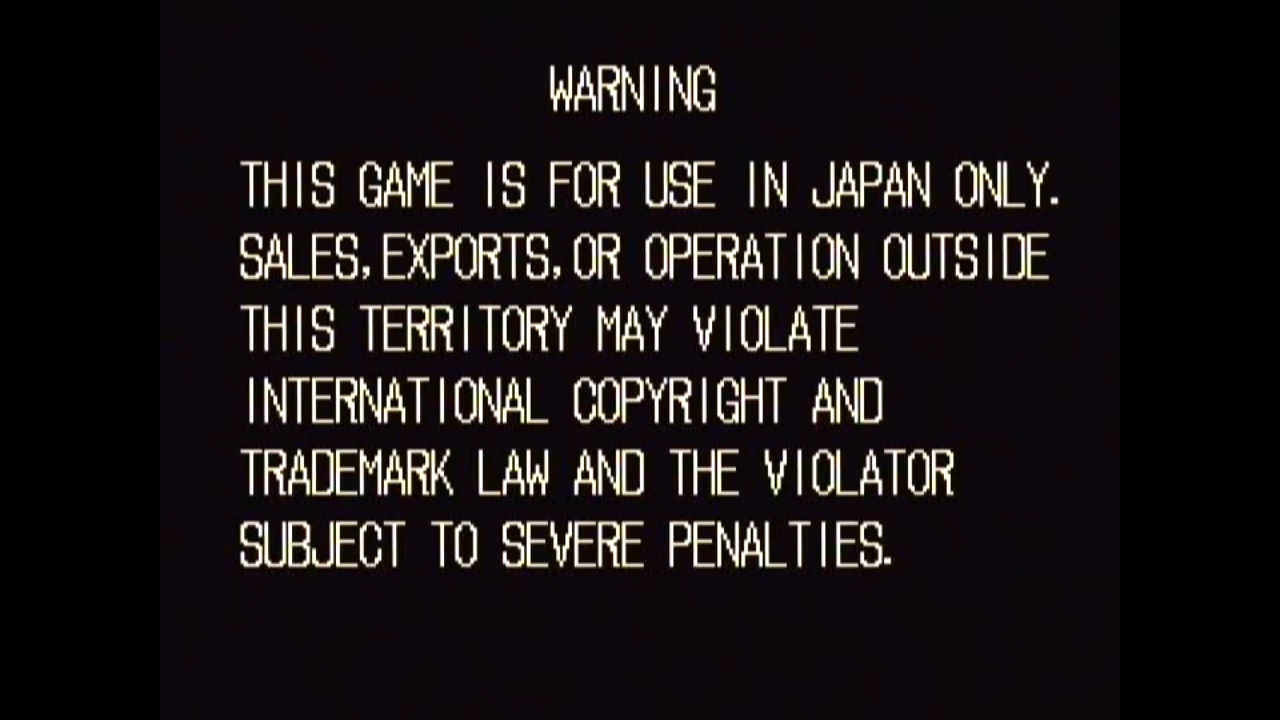 WARNING
THIS GAME IS FOR USE IN JAPAN ONLY.
SALES,EXPORTS,OR OPERATION OUTSIDE
THIS TERRITORY MAY VIOLATE
INTERNATIONAL COPYRIGHT AND
TRADEMARK LAW AND THE VIOLATOR
SUBJECT TO SEVERE PENALTIES.